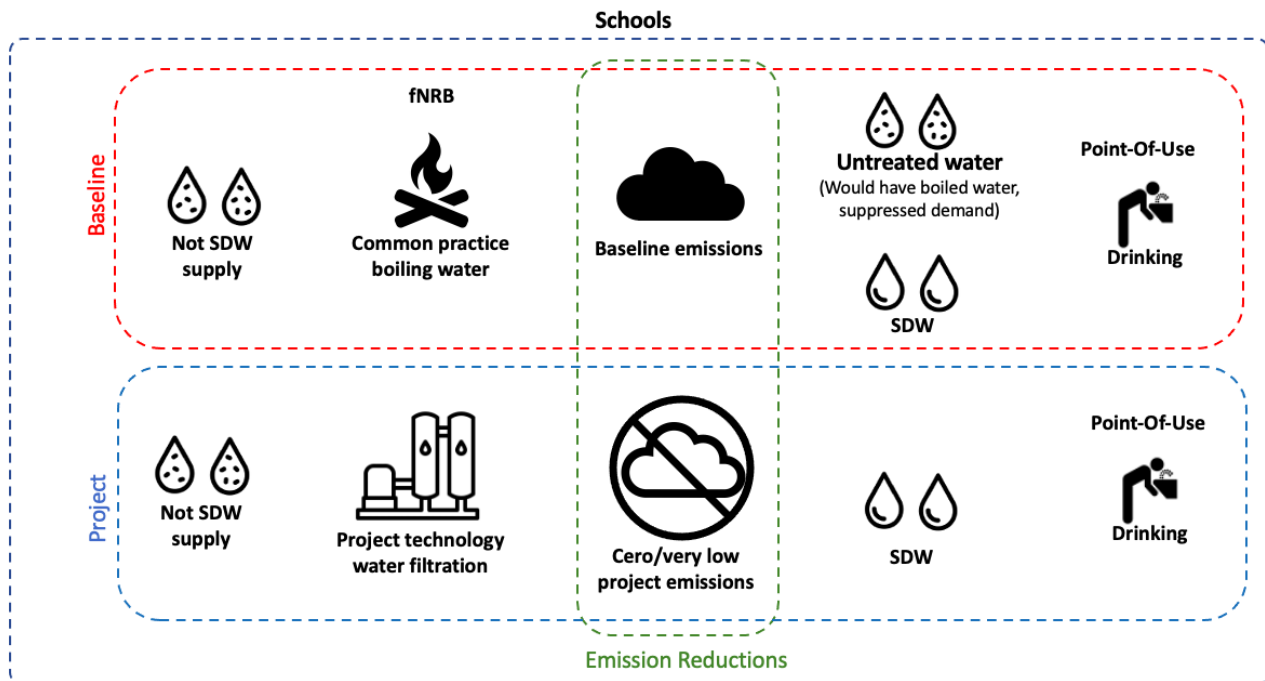 Schools
Baseline
fNRB
Not SDW
supply
Common practice
boiling water
Baseline emissions
Untreated water
(Would have boiled water,
suppressed demand)
SDW
Point-Of-Use
Drinking
Project
Not SDW
supply
Project technology
water filtration
Cero/very low
project emissions
SDW
Point-Of-Use
Drinking
Emission Reductions